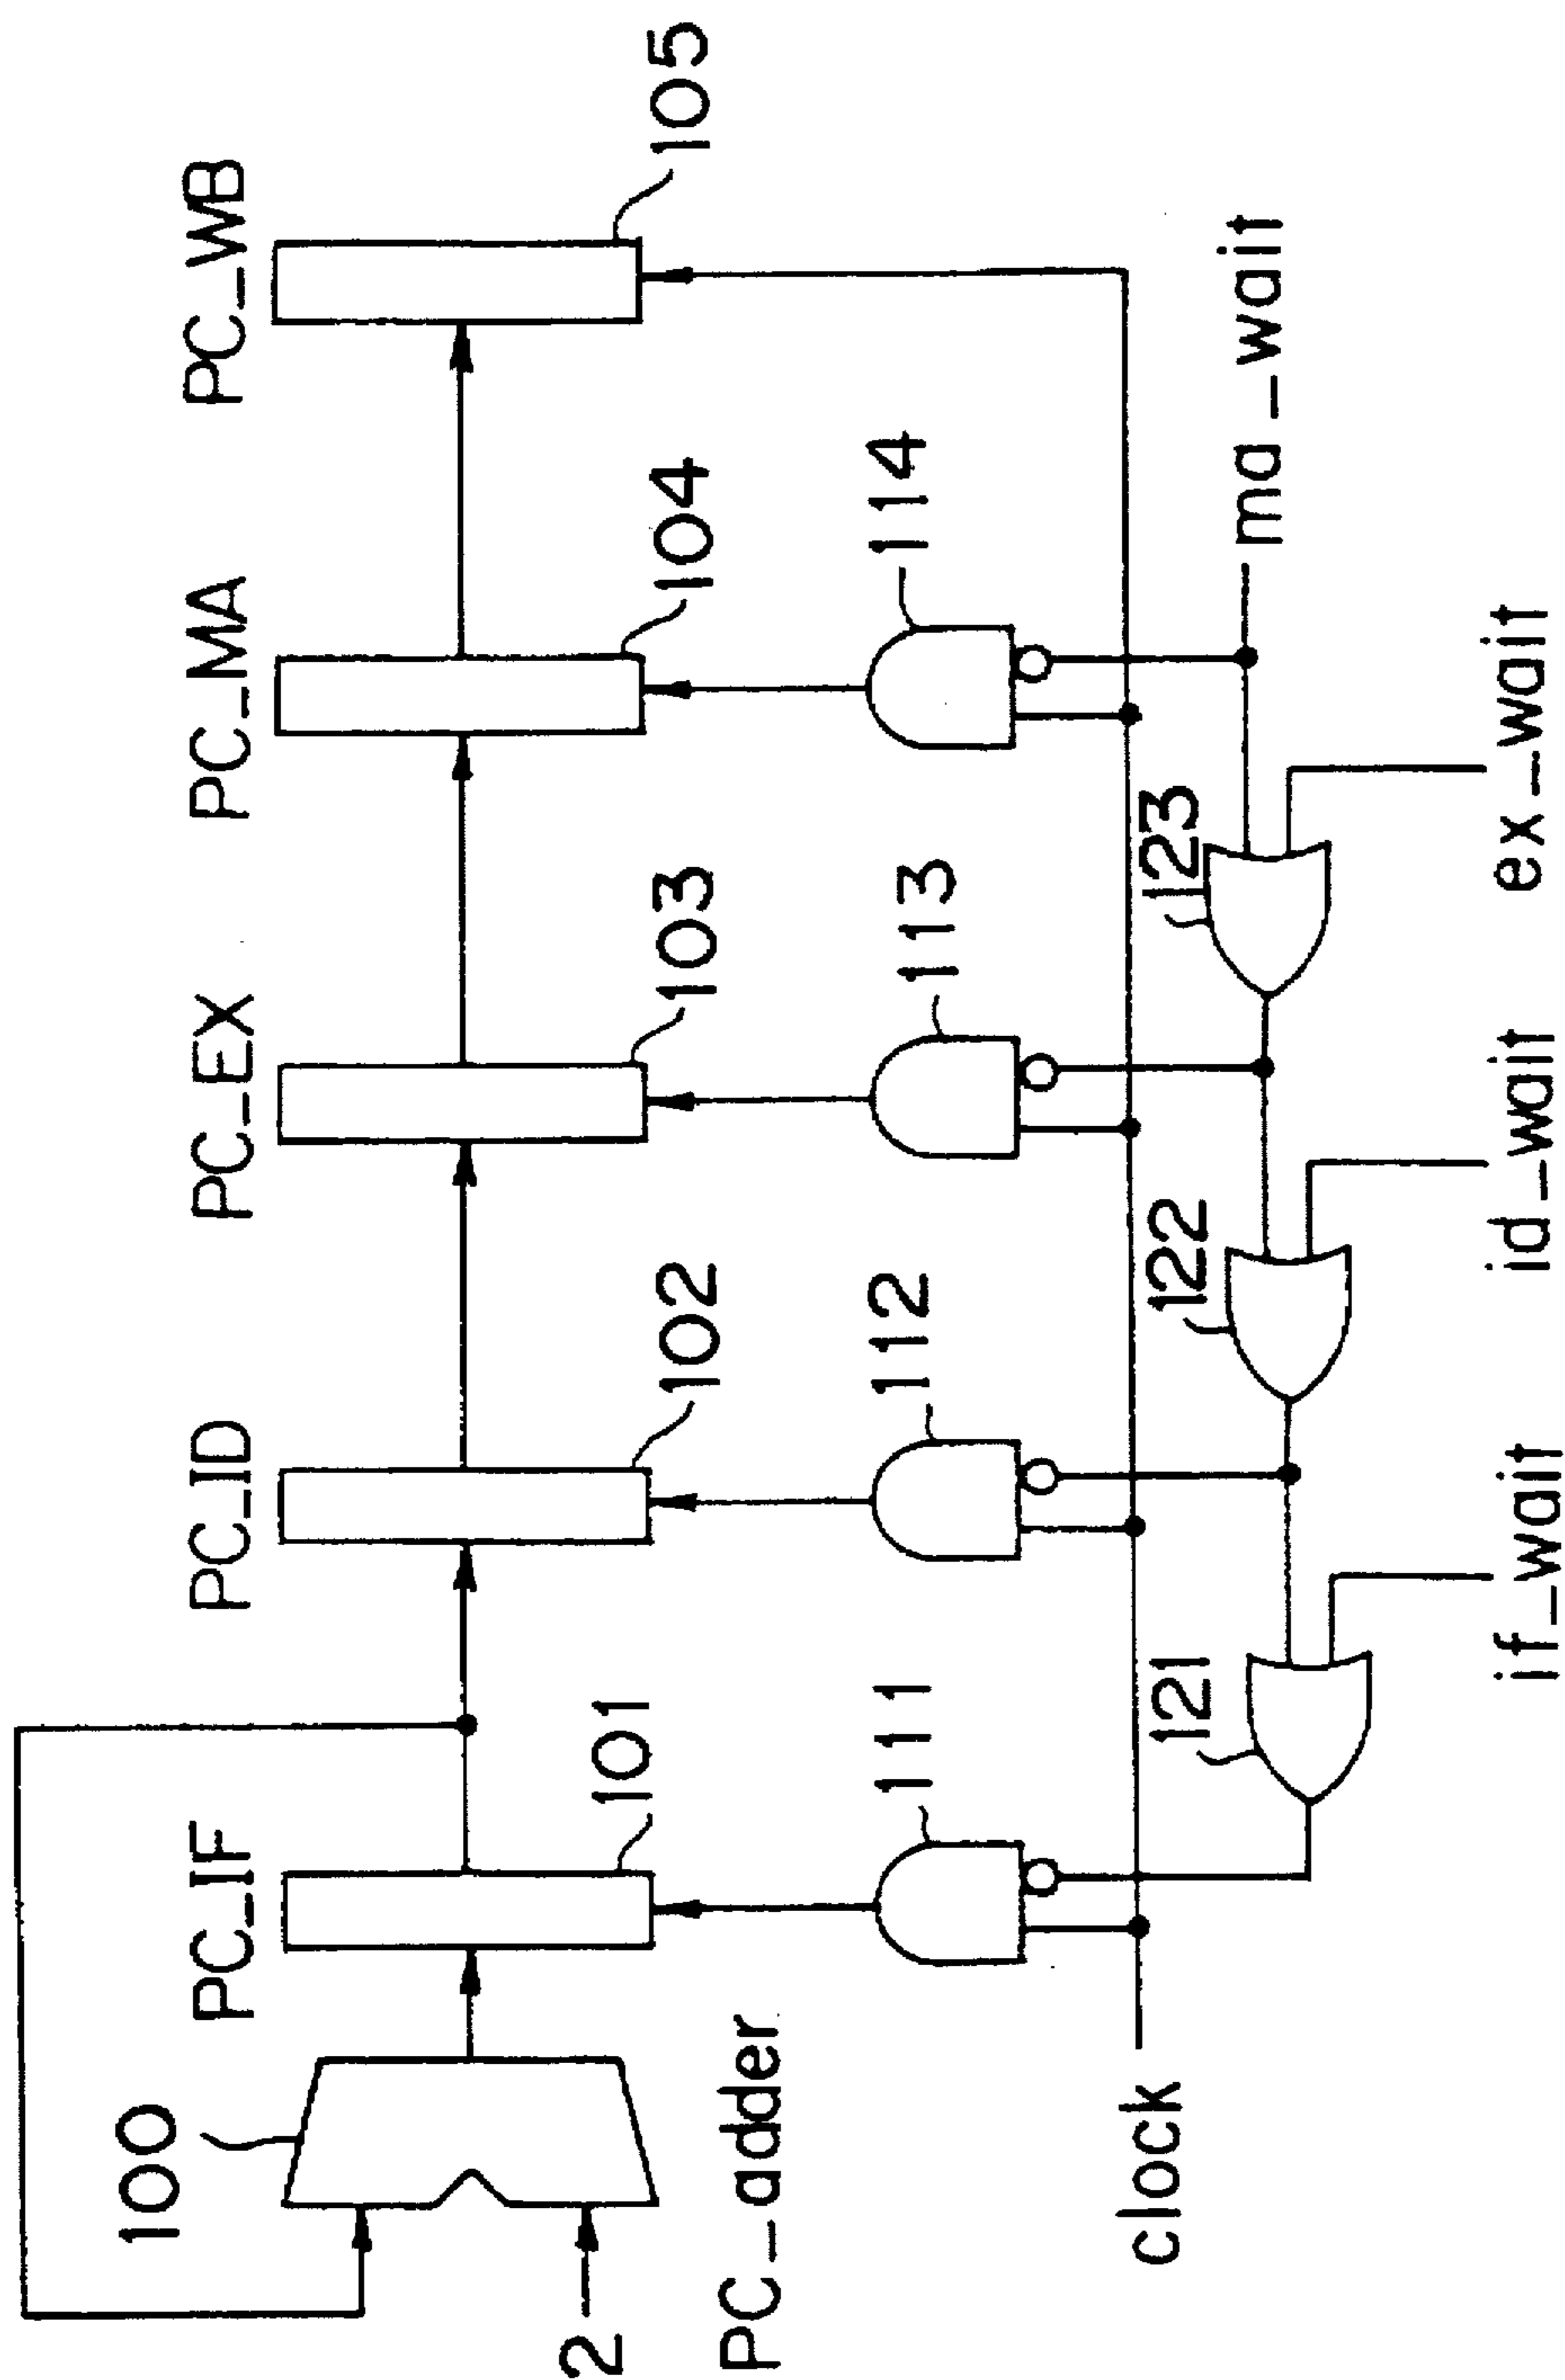 PC_IF
PC_ID
PC_EX
PC_MA
PC_WB
100
101
102
103
104
105
2
PC_adder
111
112
113
114
clock
121
122
123
ma_wait
if_wait
id_wait
ex_wait